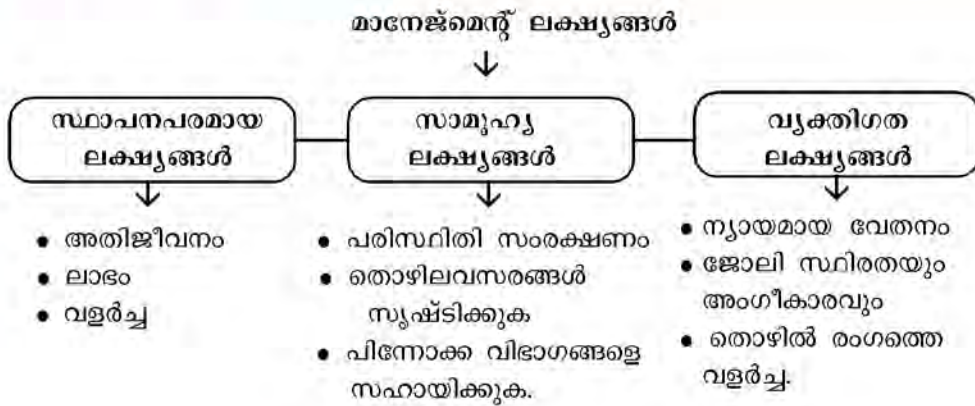 മാനേജ്മെന്റ് ലക്ഷ്യങ്ങൾ
സ്ഥാപനപരമായ
ലക്ഷ്യങ്ങൾ
സാമൂഹ്യ
ലക്ഷ്യങ്ങൾ
വ്യക്തിഗത
ലക്ഷ്യങ്ങൾ
• അതിജീവനം
• ലാഭം
• വളർച്ച
• പരിസ്ഥിതി സംരക്ഷണം
• തൊഴിലവസരങ്ങൾ
സൃഷ്ടിക്കുക
• പിന്നോക്ക വിഭാഗങ്ങളെ
സഹായിക്കുക.
• ന്യായമായ വേതനം
• ജോലി സ്ഥിരതയും
അംഗീകാരവും
• തൊഴിൽ രംഗത്തെ
വളർച്ച.